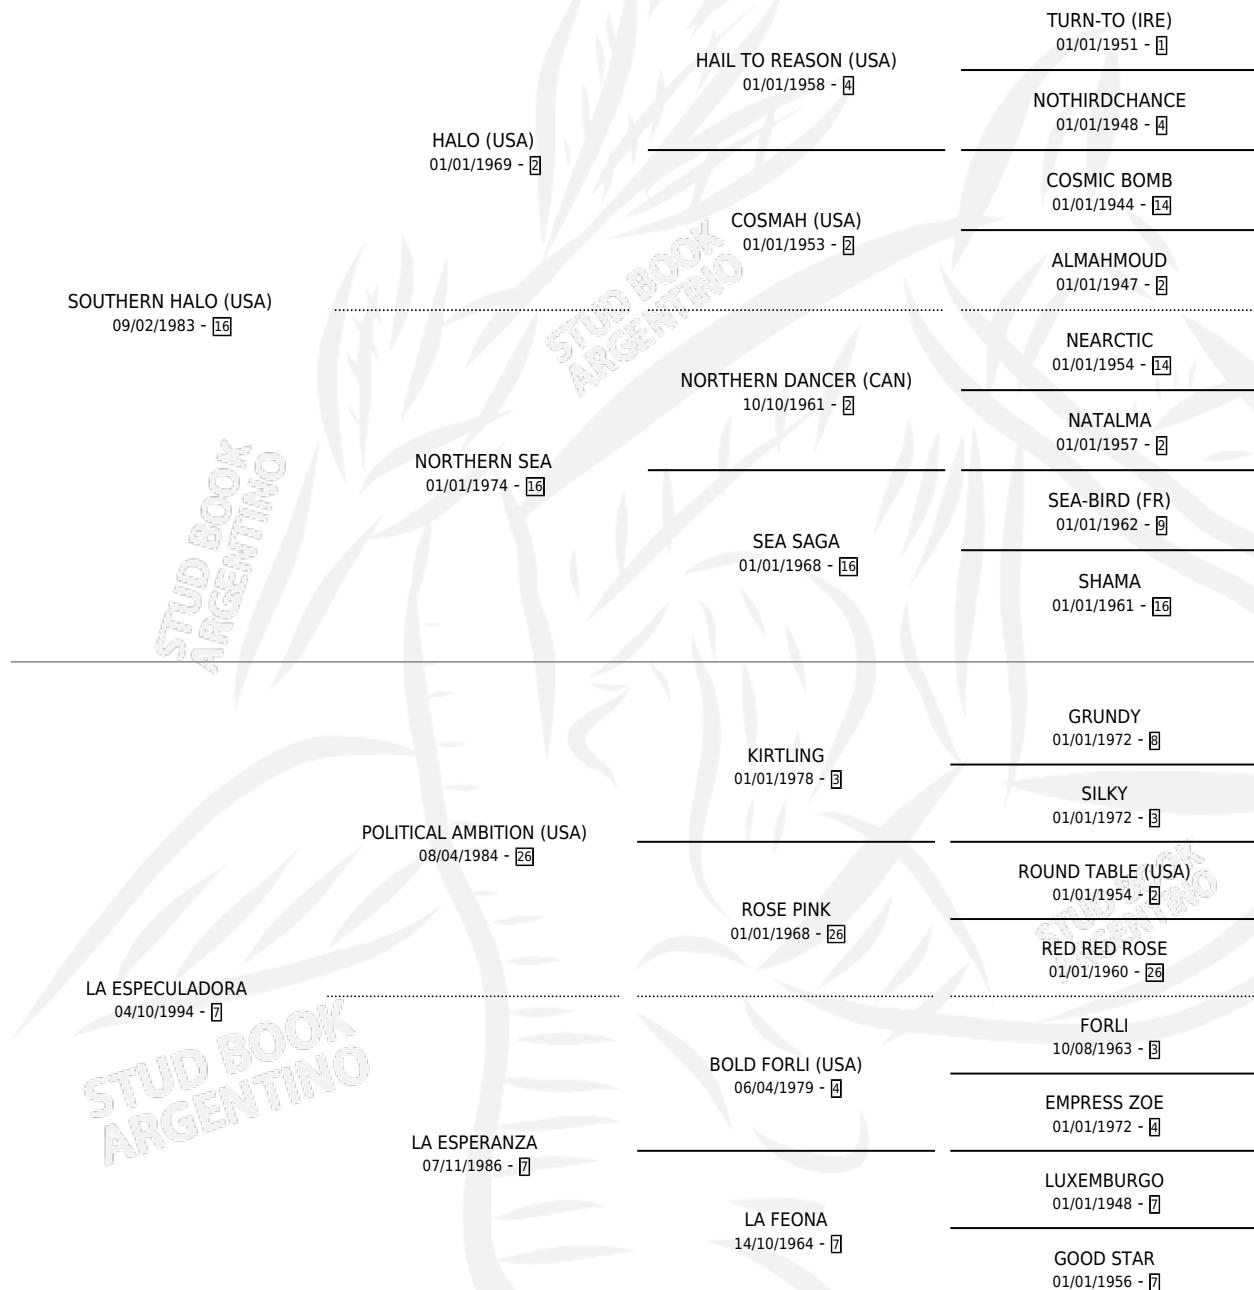 TURN-TO (IRE)
01/01/1951 - 1
HAIL TO REASON (USA)
01/01/1958 - 4
NOTHIRDCHANCE
01/01/1948 - 4
HALO (USA)
01/01/1969 - 2
COSMIC BOMB
01/01/1944 - 14
COSMAH (USA)
01/01/1953 - 2
ALMAHMOUD
01/01/1947 - 2
SOUTHERN HALO (USA)
09/02/1983 - 16
STUD BOOK
ARGENTINO
NEARCTIC
01/01/1954 - 14
NORTHERN DANCER (CAN)
10/10/1961 - 2
NATALMA
01/01/1957 - 2
NORTHERN SEA
01/01/1974 - 16
SEA-BIRD (FR)
01/01/1962 - 9
SEA SAGA
01/01/1968 - 16
SHAMA
01/01/1961 - 16
STUD BOOK
ARGENTINO
GRUNDY
01/01/1972 - 8
KIRTLING
01/01/1978 - 3
SILKY
01/01/1972 - 3
POLITICAL AMBITION (USA)
08/04/1984 - 26
ROUND TABLE (USA)
01/01/1954 - 2
ROSE PINK
01/01/1968 - 26
RED RED ROSE
01/01/1960 - 26
STUD BOOK
ARGENTINO
LA ESPECULADORA
04/10/1994 - 7
STUD BOOK
ARGENTINO
FORLI
10/08/1963 - 3
BOLD FORLI (USA)
06/04/1979 - 4
EMPRESS ZOE
01/01/1972 - 4
LA ESPERANZA
07/11/1986 - 7
LUXEMBURGO
01/01/1948 - 7
LA FEONA
14/10/1964 - 7
GOOD STAR
01/01/1956 - 7